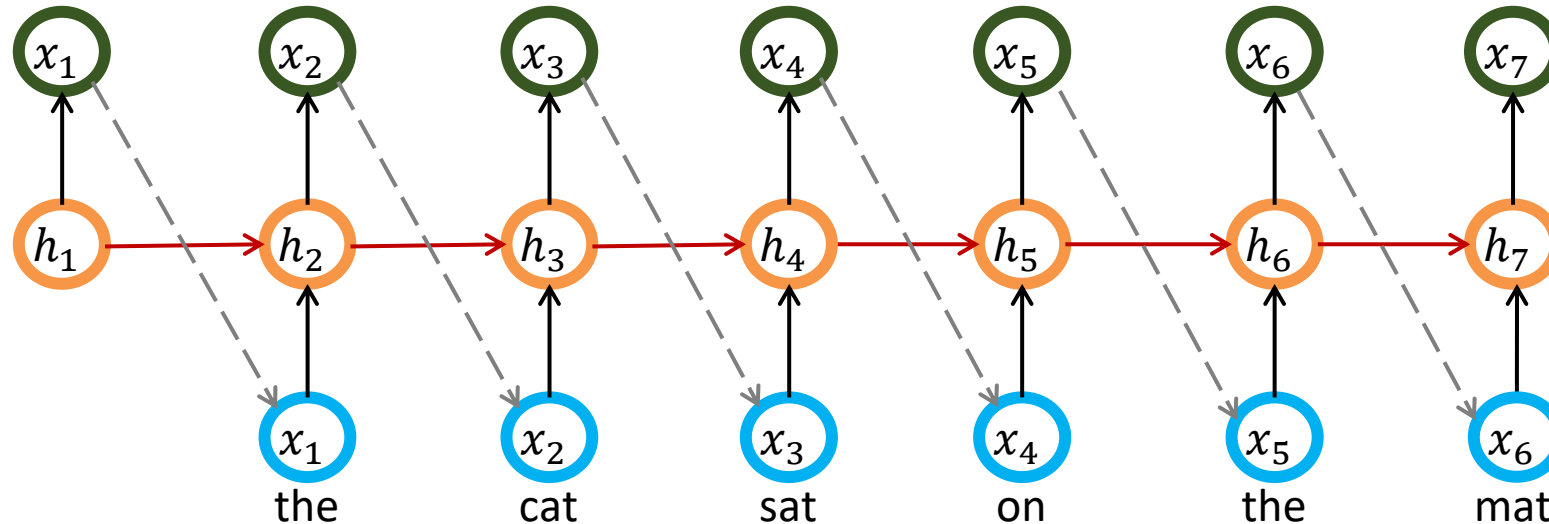 x₁ x₂ x₃ x₄ x₅ x₆ x₇
h₁ h₂ h₃ h₄ h₅ h₆ h₇
x₁ x₂ x₃ x₄ x₅ x₆
the cat sat on the mat